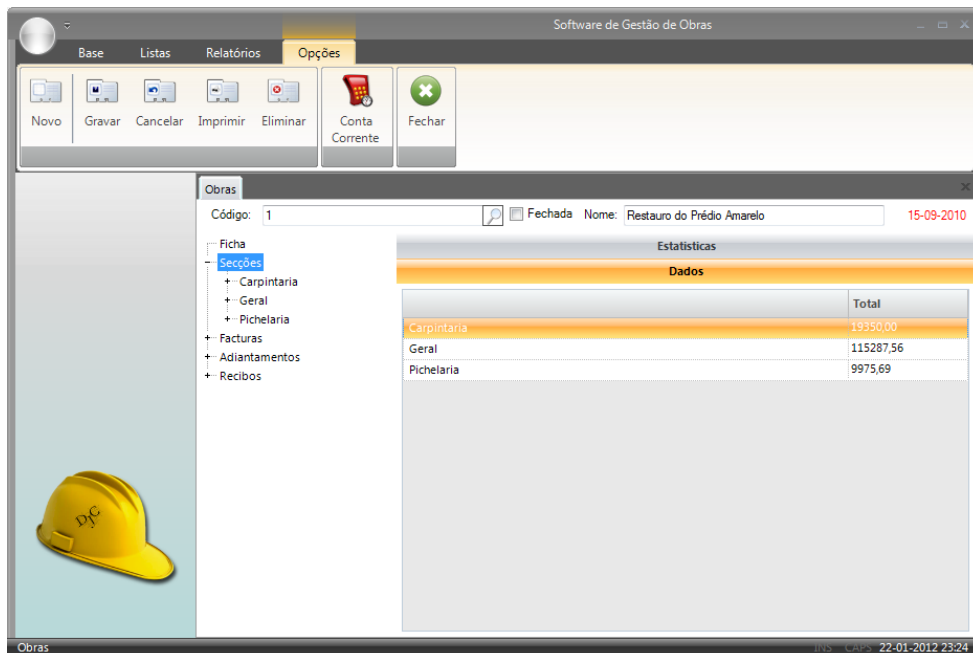 Software de Gestão de Obras
Base Listas Relatórios Opções
Novo Gravar Cancelar Imprimir Eliminar Conta Corrente Fechar
Obras
Código: 1 Fechada Nome: Restauro do Prédio Amarelo 15-09-2010
Ficha
Secções
Carpintaria
Geral
Pichelaria
Facturas
Adiantamentos
Recibos
Estatísticas
Dados
Total
Carpintaria 19350,00
Geral 115287,56
Pichelaria 9975,69
DJC
Obras INS CAPS 22-01-2012 23:24